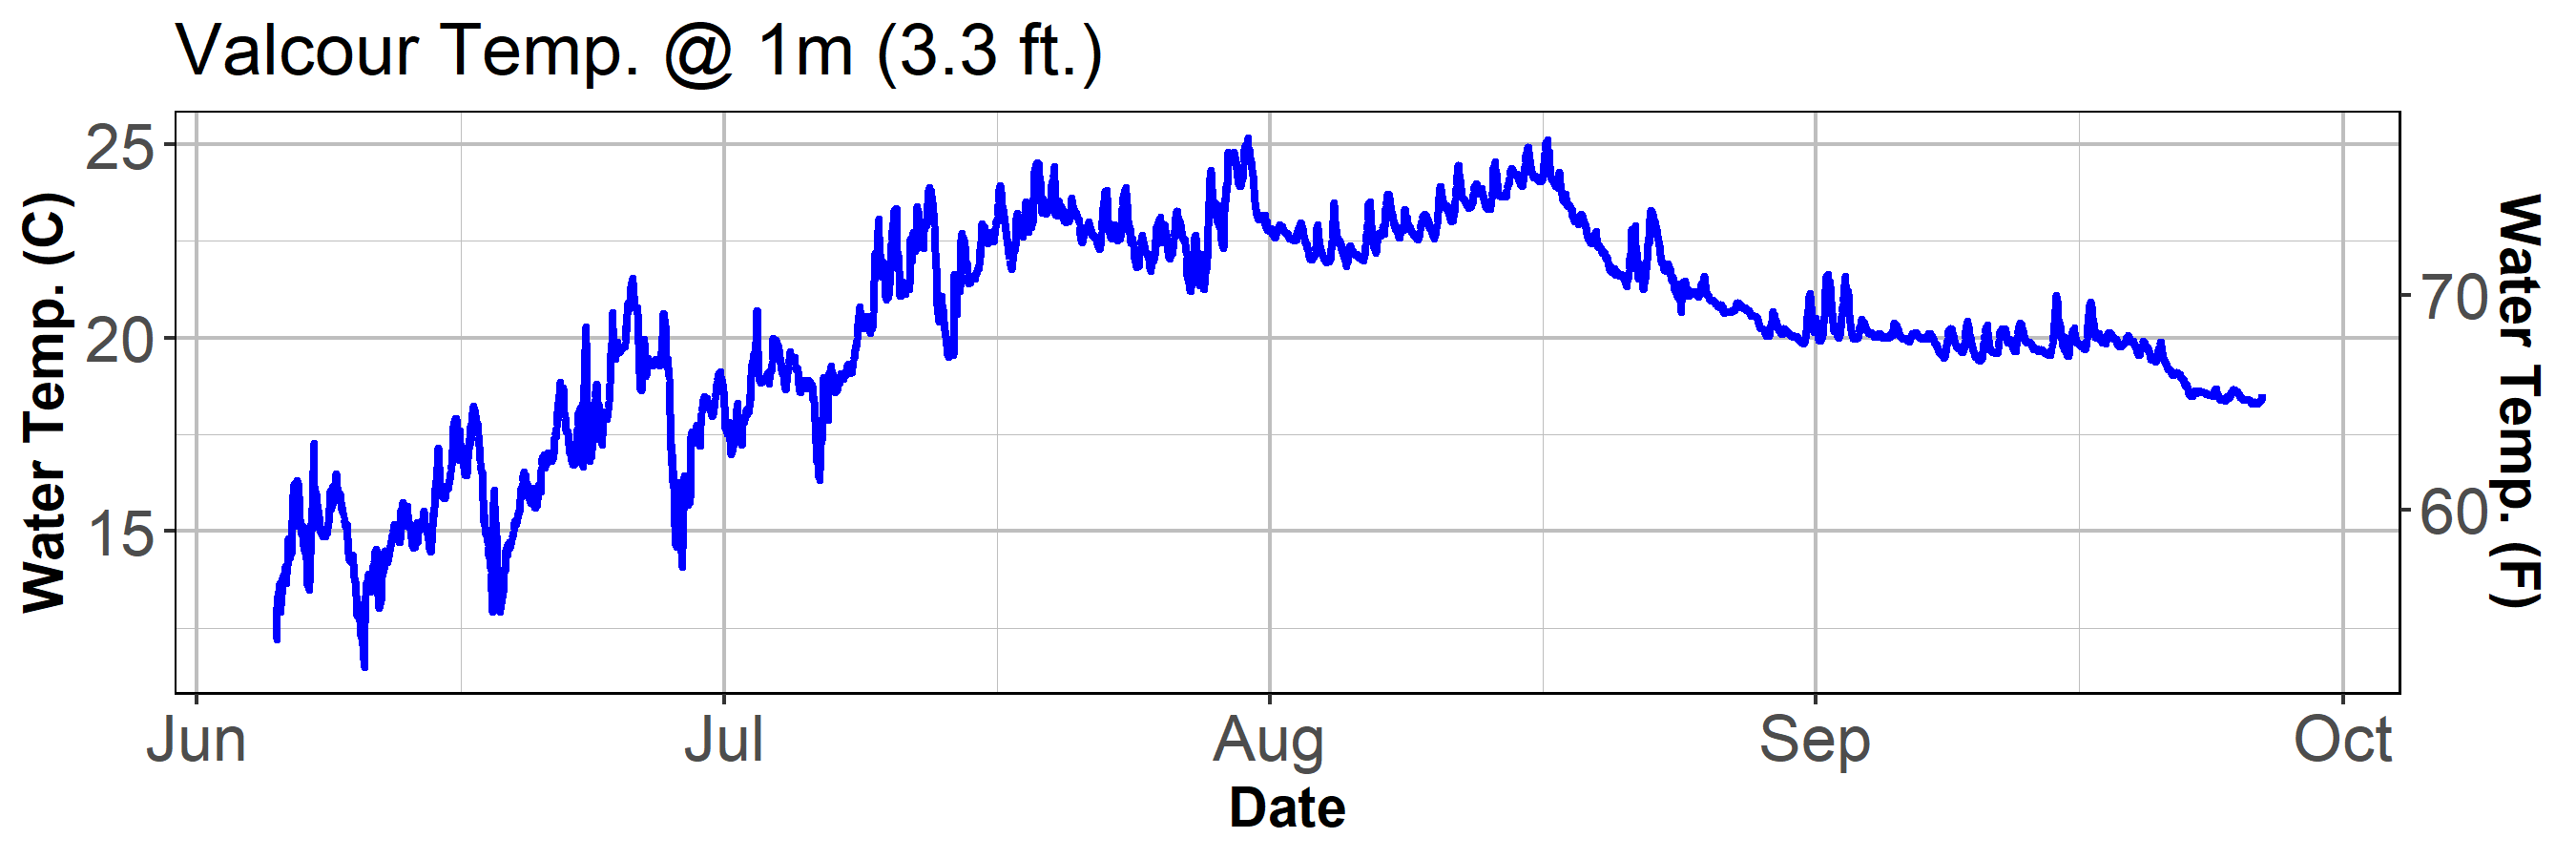 Valcour Temp. @ 1m (3.3 ft.)
Water Temp. (C)
25
20
15
70
60
Water Temp. (F)
Jun Jul Aug Sep Oct
Date